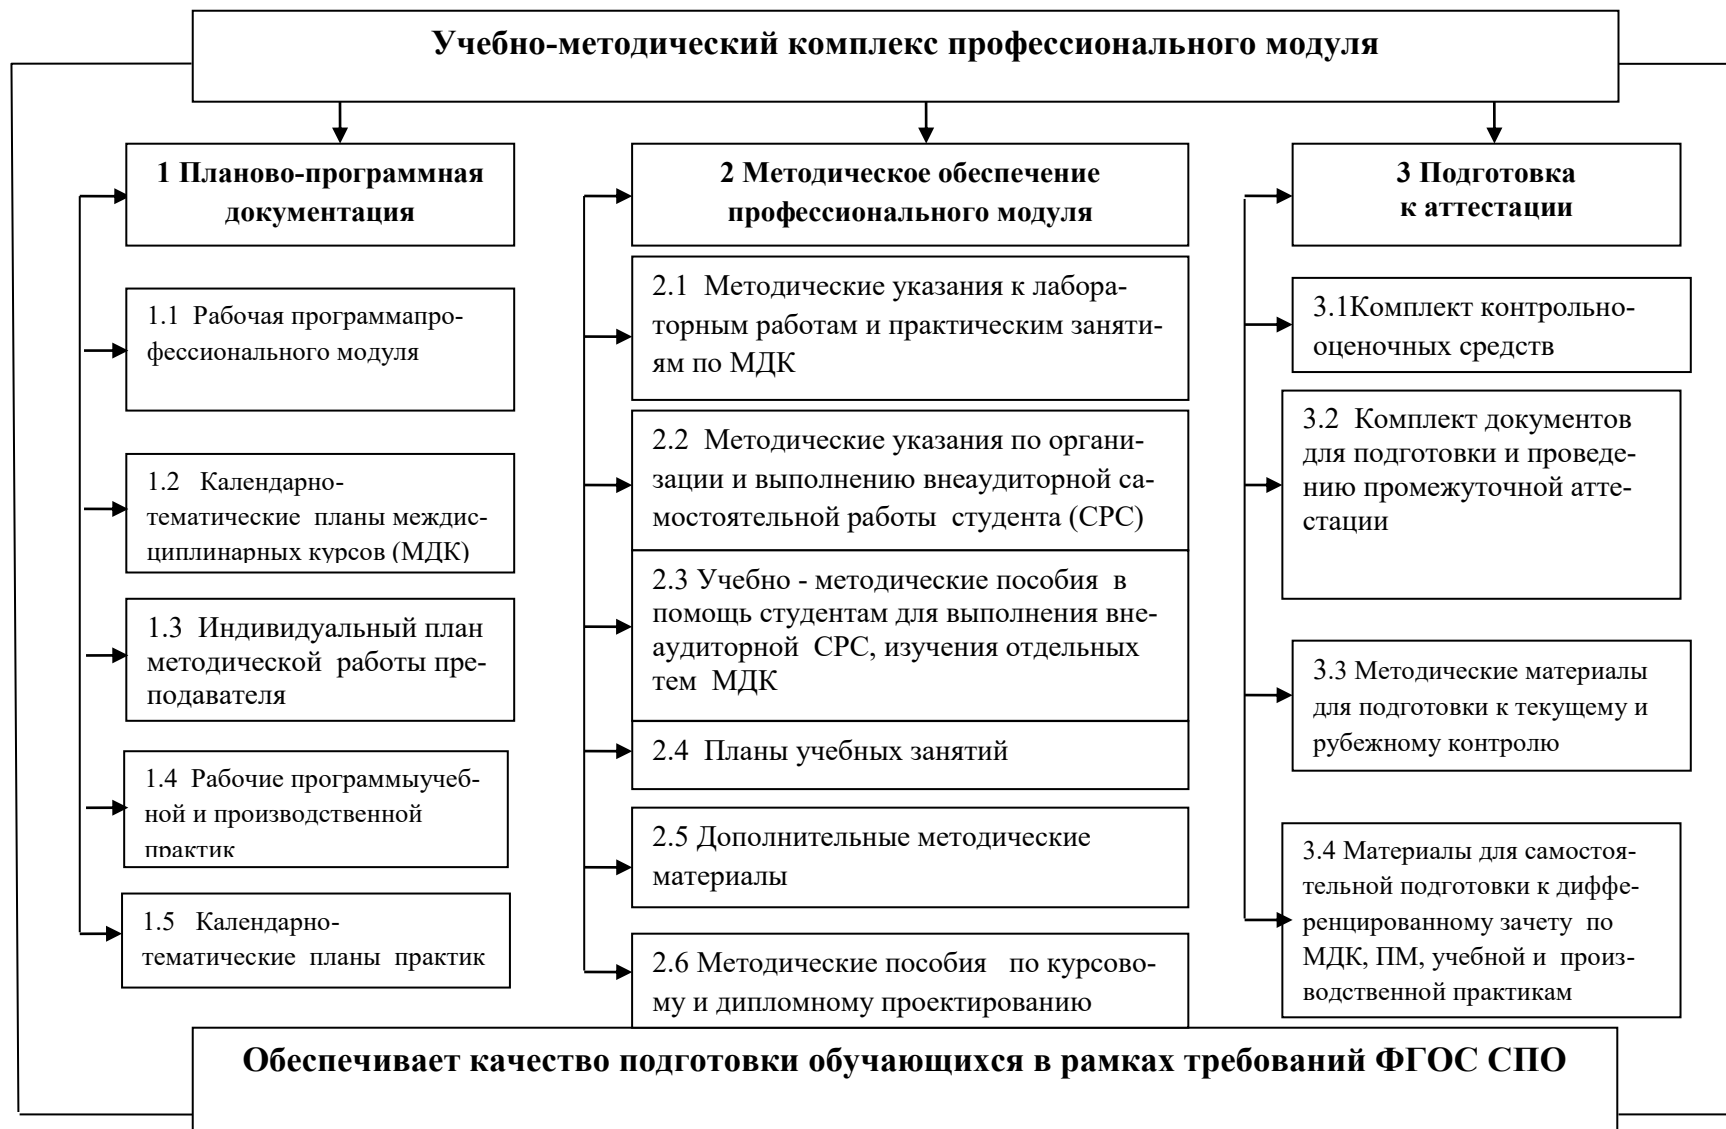 Учебно-методический комплекс профессионального модуля
1 Планово-программная
документация
1.1 Рабочая программапро-
фессионального модуля
1.2 Календарно-
тематические планы междис-
циплинарных курсов (МДК)
1.3 Индивидуальный план
методической работы пре-
подавателя
1.4 Рабочие программыучеб-
ной и производственной
практик
1.5 Календарно-
тематические планы практик
2 Методическое обеспечение
профессионального модуля
2.1 Методические указания к лабора-
торным работам и практическим заняти-
ям по МДК
2.2 Методические указания по органи-
зации и выполнению внеаудиторной са-
мостоятельной работы студента (СРС)
2.3 Учебно - методические пособия в
помощь студентам для выполнения вне-
аудиторной СРС, изучения отдельных
тем МДК
2.4 Планы учебных занятий
2.5 Дополнительные методические
материалы
2.6 Методические пособия по курсово-
му и дипломному проектированию
3 Подготовка
к аттестации
3.1Комплект контрольно-
оценочных средств
3.2 Комплект документов
для подготовки и проведе-
нию промежуточной атте-
стации
3.3 Методические материалы
для подготовки к текущему и
рубежному контролю
3.4 Материалы для самостоя-
тельной подготовки к диффе-
ренцированному зачету по
МДК, ПМ, учебной и произ-
водственной практикам
Обеспечивает качество подготовки обучающихся в рамках требований ФГОС СПО